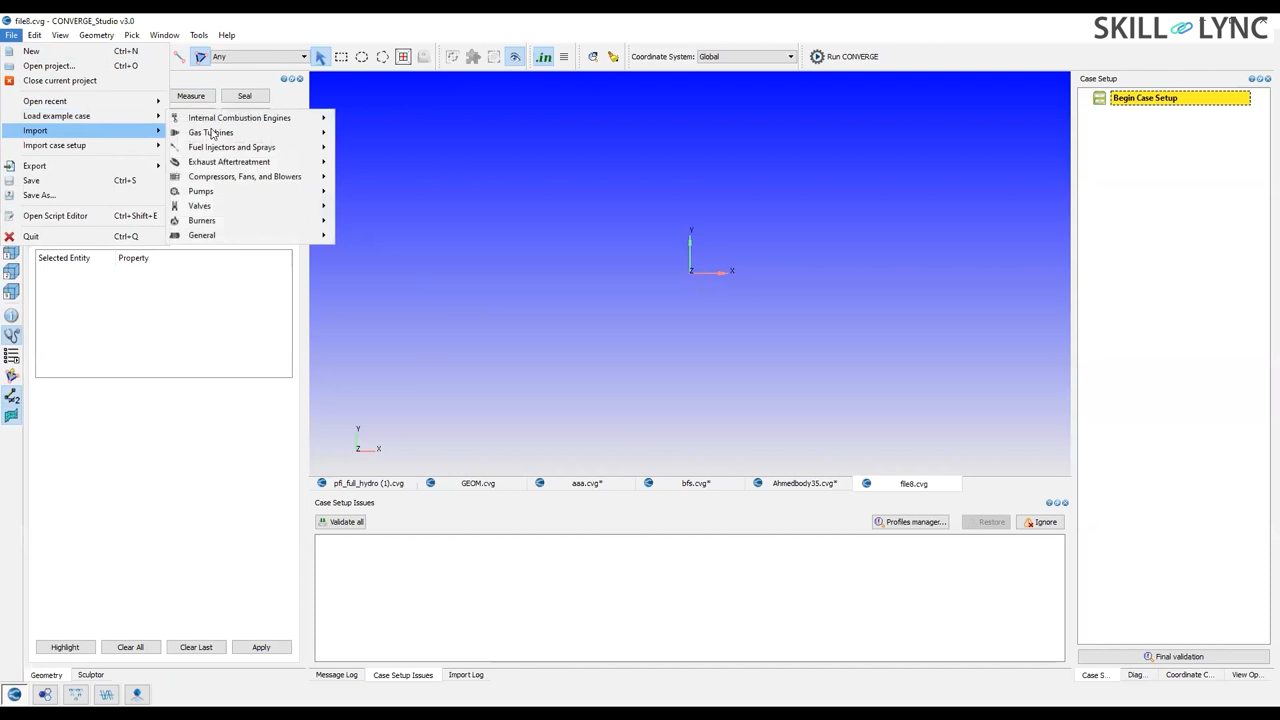 file8.cvg - CONVERGE_Studio v3.0
SKILL LYNC
File Edit View Geometry Pick Window Tools Help
New Ctrl+N
Open project... Ctrl+O
Close current project
Open recent
Load example case
Import
Import case setup
Export
Save Ctrl+S
Save As...
Open Script Editor Ctrl+Shift+E
Quit Ctrl+Q
Any
.in
Coordinate System: Global
Run CONVERGE
Measure Seal
Internal Combustion Engines
Gas Turbines
Fuel Injectors and Sprays
Exhaust Aftertreatment
Compressors, Fans, and Blowers
Pumps
Valves
Burners
General
Selected Entity Property
Highlight Clear All Clear Last Apply
Geometry Sculptor
Y
Z X
Y
Z X
pfi_full_hydro (1).cvg GEOM.cvg aaa.cvg* bfs.cvg* Ahmedbody35.cvg* file8.cvg
Case Setup Issues
Validate all Profiles manager... Restore Ignore
Message Log Case Setup Issues Import Log
Case Setup
Begin Case Setup
Final validation
Case S... Diag... Coordinate C... View Op...